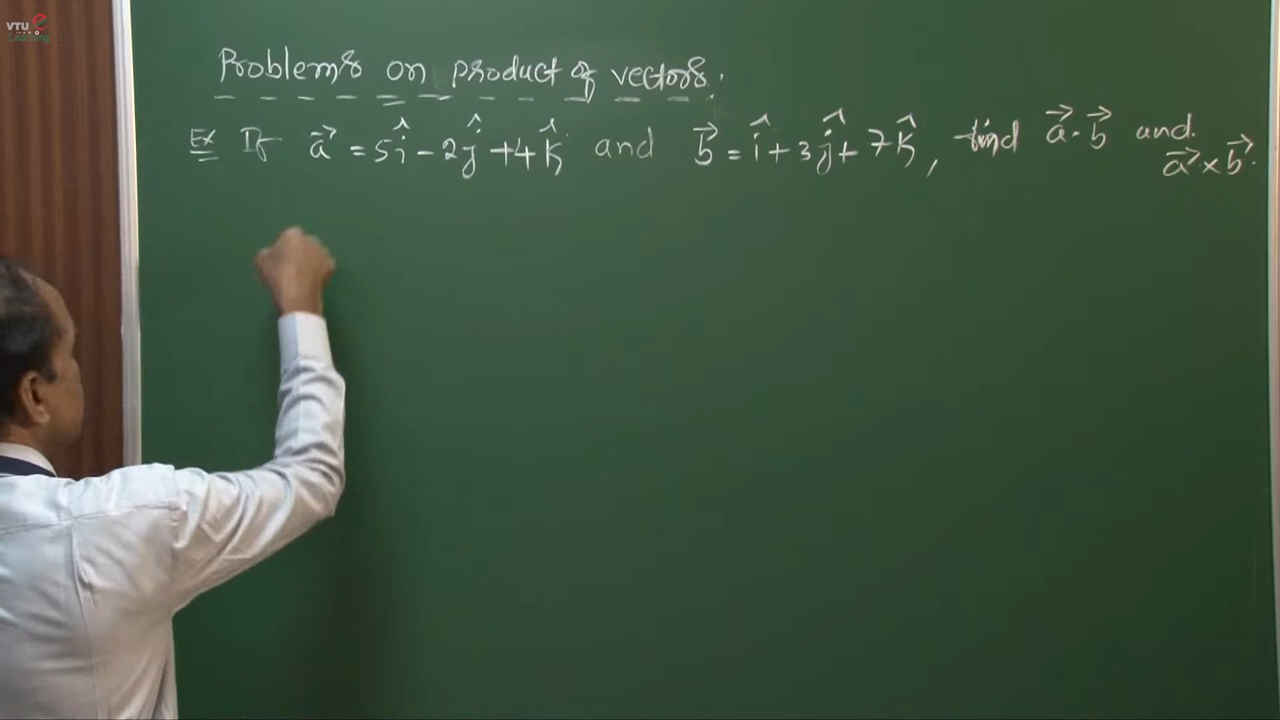 VTU e
Learning
Problems on product of vectors.
Ex If a⃗ = 5î - 2ĵ + 4k̂ and b⃗ = î + 3ĵ + 7k̂, find a⃗ · b⃗ and
a⃗ × b⃗.